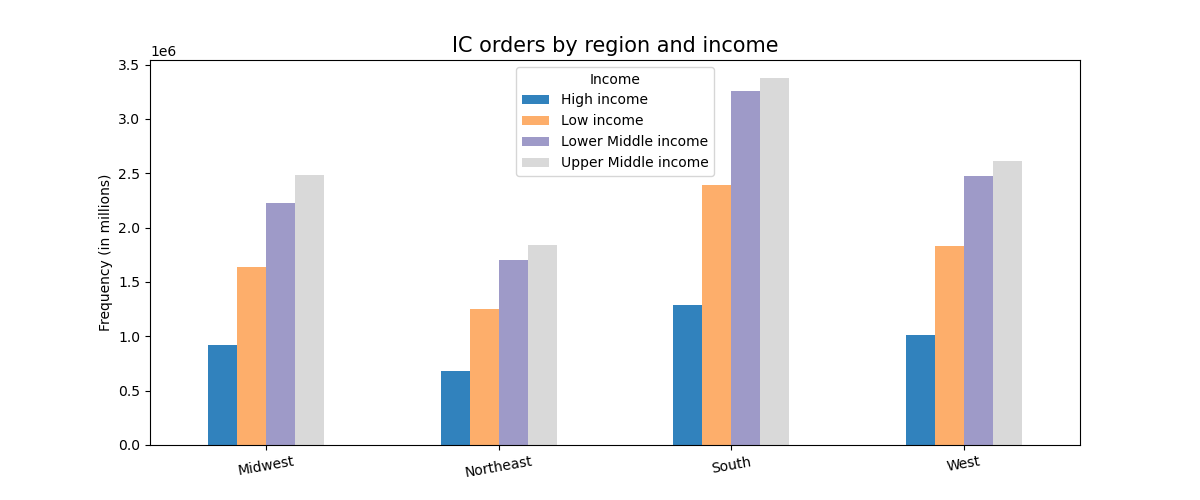 IC orders by region and income
1e6
3.5
3.0
2.5
2.0
1.5
1.0
0.5
0.0
Frequency (in millions)
Income
High income
Low income
Lower Middle income
Upper Middle income
Midwest
Northeast
South
West